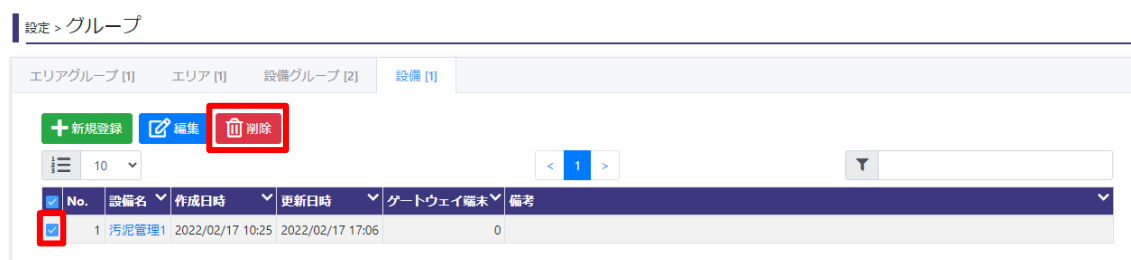 設定 > グループ
エリアグループ [1] エリア [1] 設備グループ [2] 設備 [1]
新規登録 編集 削除
10 < 1 >
No. 設備名 作成日時 更新日時 ゲートウェイ端末 備考
1 汚泥管理1 2022/02/17 10:25 2022/02/17 17:06 0